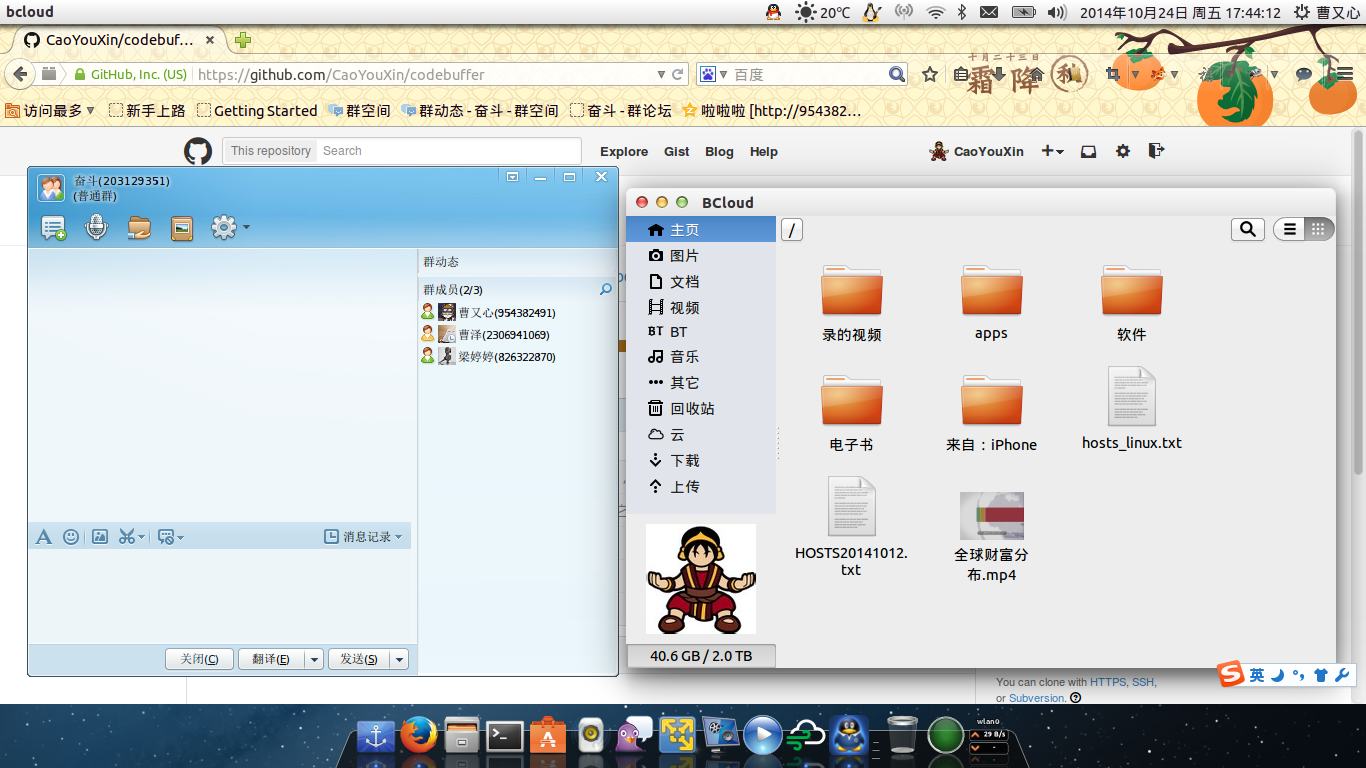 bcloud
20℃
2014年10月24日 周五 17:44:12
曹又心
CaoYouXin/codebuf...
十月二十三日
霜降
秋
GitHub, Inc. (US)
https://github.com/CaoYouXin/codebuffer
百度
访问最多
新手上路
Getting Started
群空间
群动态 - 奋斗 - 群空间
奋斗 - 群论坛
啦啦啦 [http://954382...
This repository
Search
Explore
Gist
Blog
Help
CaoYouXin
奋斗(203129351)
(普通群)
群动态
群成员(2/3)
曹又心(954382491)
曹泽(2306941069)
梁婷婷(826322870)
消息记录
关闭(C)
翻译(E)
发送(S)
BCloud
主页
图片
文档
视频
BT BT
音乐
其它
回收站
云
下载
上传
40.6 GB / 2.0 TB
/
录的视频
apps
软件
电子书
来自：iPhone
hosts_linux.txt
HOSTS20141012.
txt
全球财富分
布.mp4
You can clone with HTTPS, SSH,
or Subversion.
英
wlan0
29 B/s